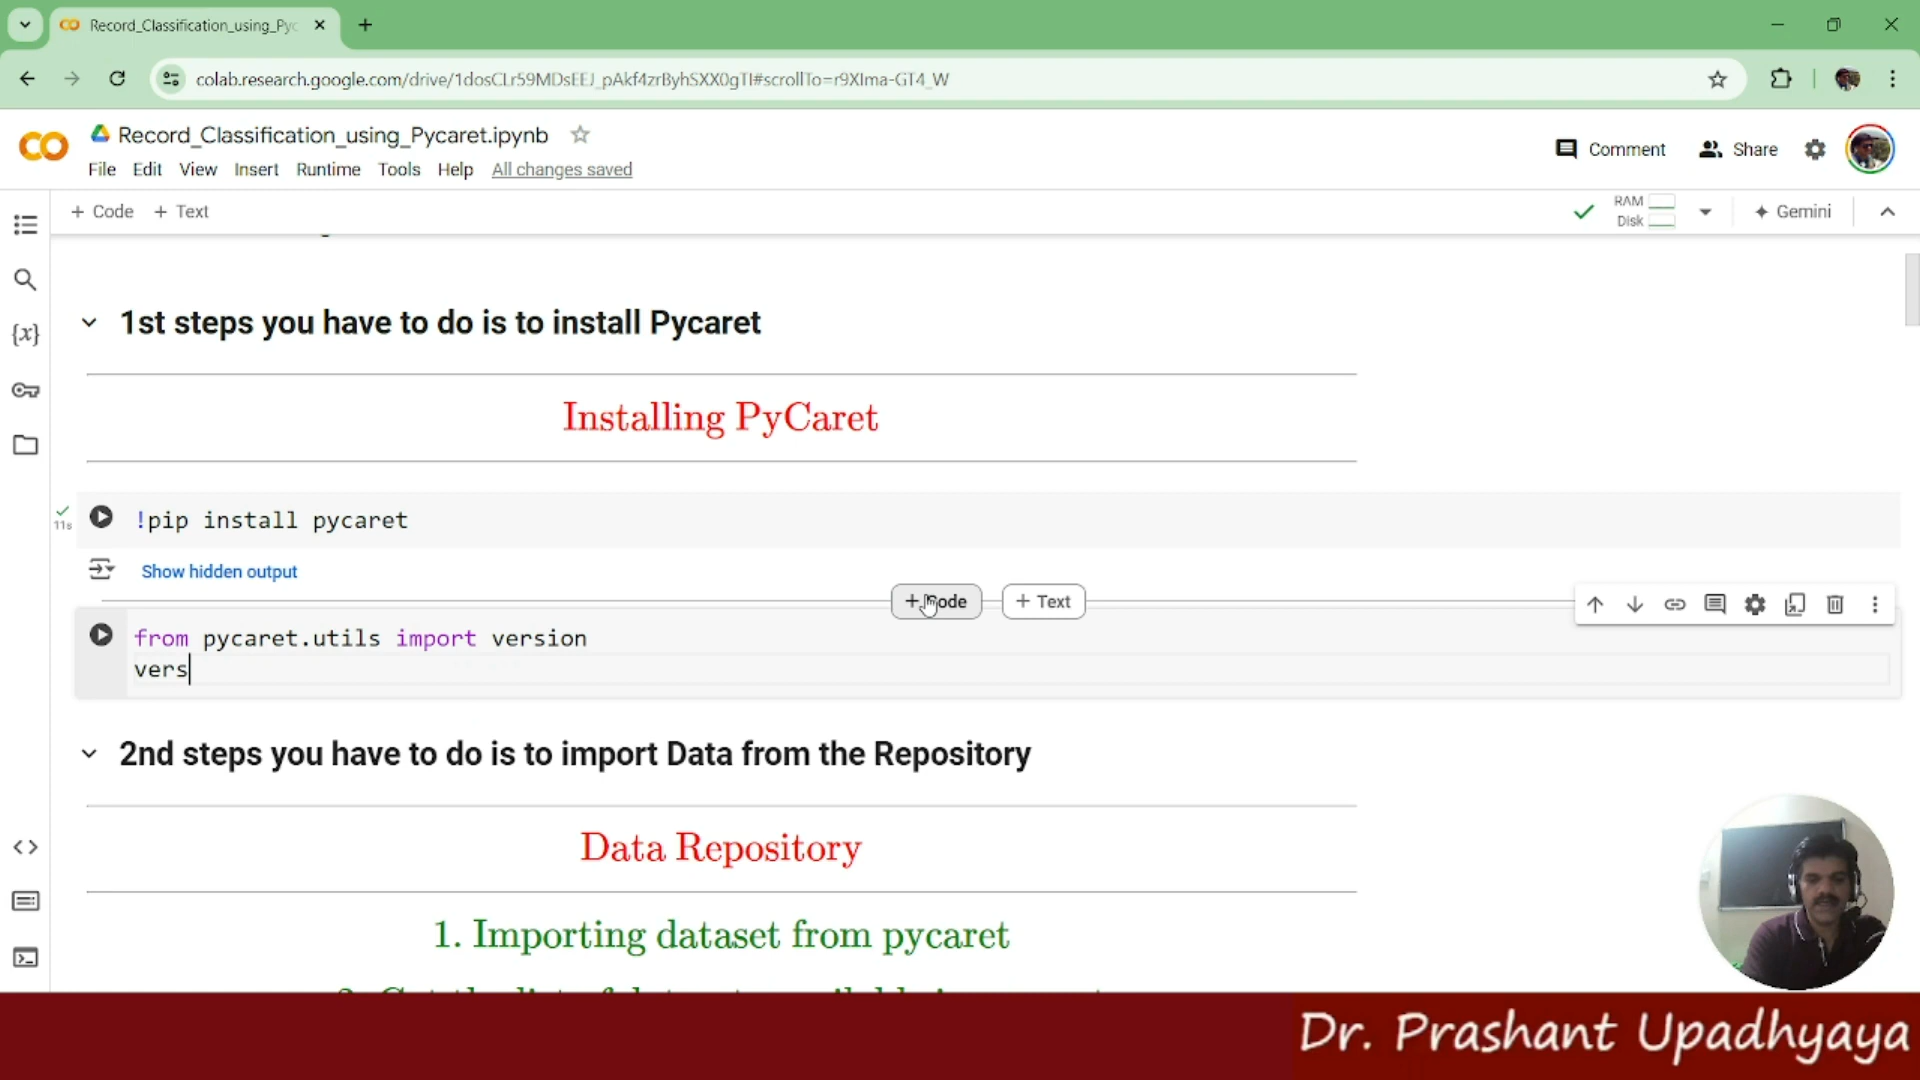 Record_Classification_using_Pyc
colab.research.google.com/drive/1dosCLr59MDsEEJ_pAkf4zrByhSXX0gTI#scrollTo=r9XIma-GT4_W
Record_Classification_using_Pycaret.ipynb
Comment
Share
File Edit View Insert Runtime Tools Help All changes saved
+ Code + Text
RAM
Disk
Gemini
1st steps you have to do is to install Pycaret
Installing PyCaret
11s
!pip install pycaret
Show hidden output
+ Code
+ Text
from pycaret.utils import version
vers
2nd steps you have to do is to import Data from the Repository
Data Repository
1. Importing dataset from pycaret
Dr. Prashant Upadhyaya